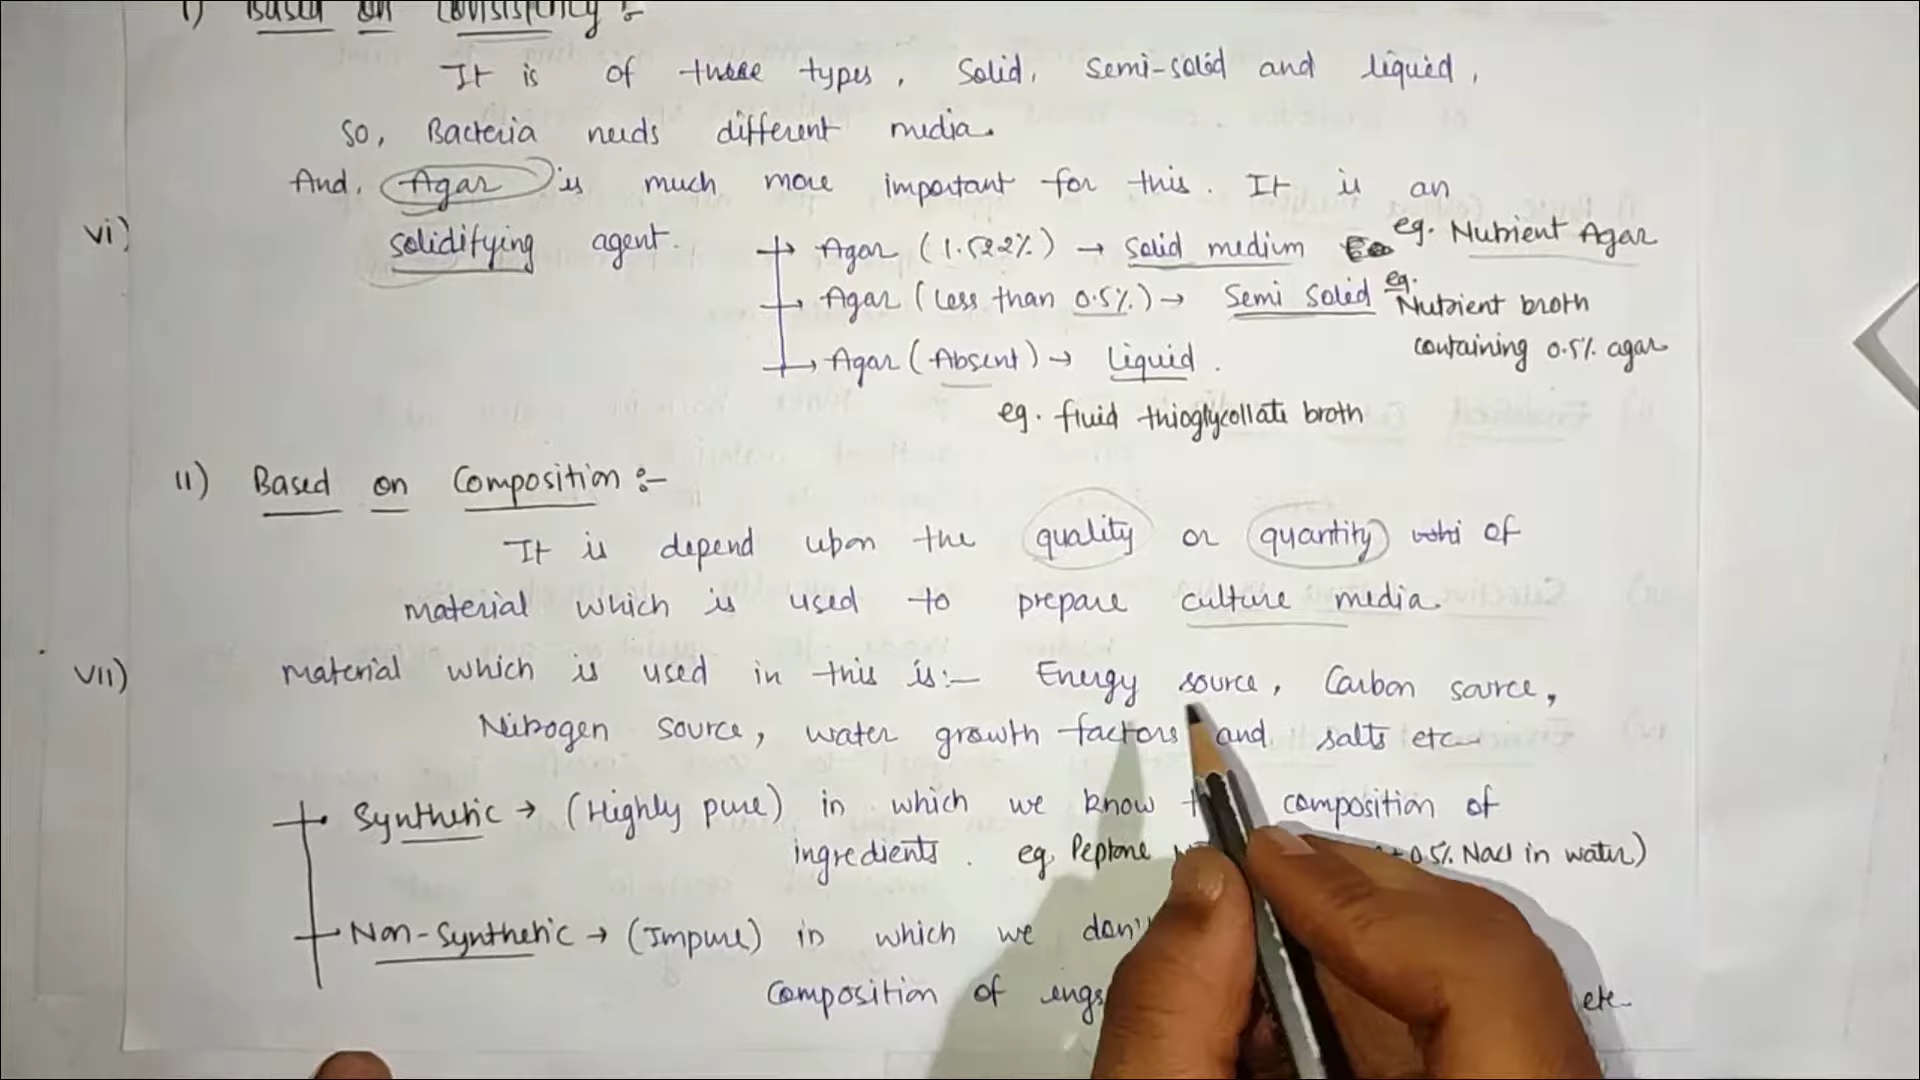 i) Based on Consistency :-
It is of these types, Solid, Semi-solid and liquid,
So, Bacteria needs different media.
And, Agar is much more important for this. It is an
vi)
solidifying agent.
Agar ( ) → Solid medium eg. Nutrient Agar
Agar (less than 0.5%) → Semi Solid eg. Nutrient broth
containing 0.5% agar
Agar (Absent) → Liquid.
eg. fluid thioglycollate broth
II) Based on Composition :-
It is depend upon the quality or quantity of
material which is used to prepare culture media.
VII) material which is used in this is:- Energy source, Carbon source,
Nitrogen source, water growth factors and salts etc
Synthetic → (Highly pure) in which we know composition of
ingredients. eg. Peptone 0.5% Nacl in water)
Non-Synthetic → (Impure) in which we don't
Composition of etc